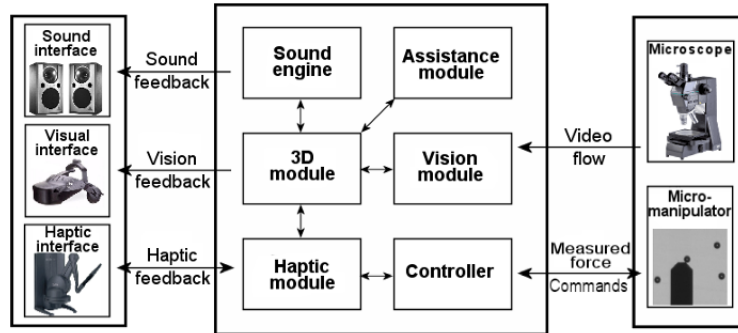 Sound
interface
Visual
interface
Haptic
interface
Sound
feedback
Vision
feedback
Haptic
feedback
Sound
engine
Assistance
module
3D
module
Vision
module
Haptic
module
Controller
Video
flow
Measured
force
Commands
Microscope
Micro-
manipulator